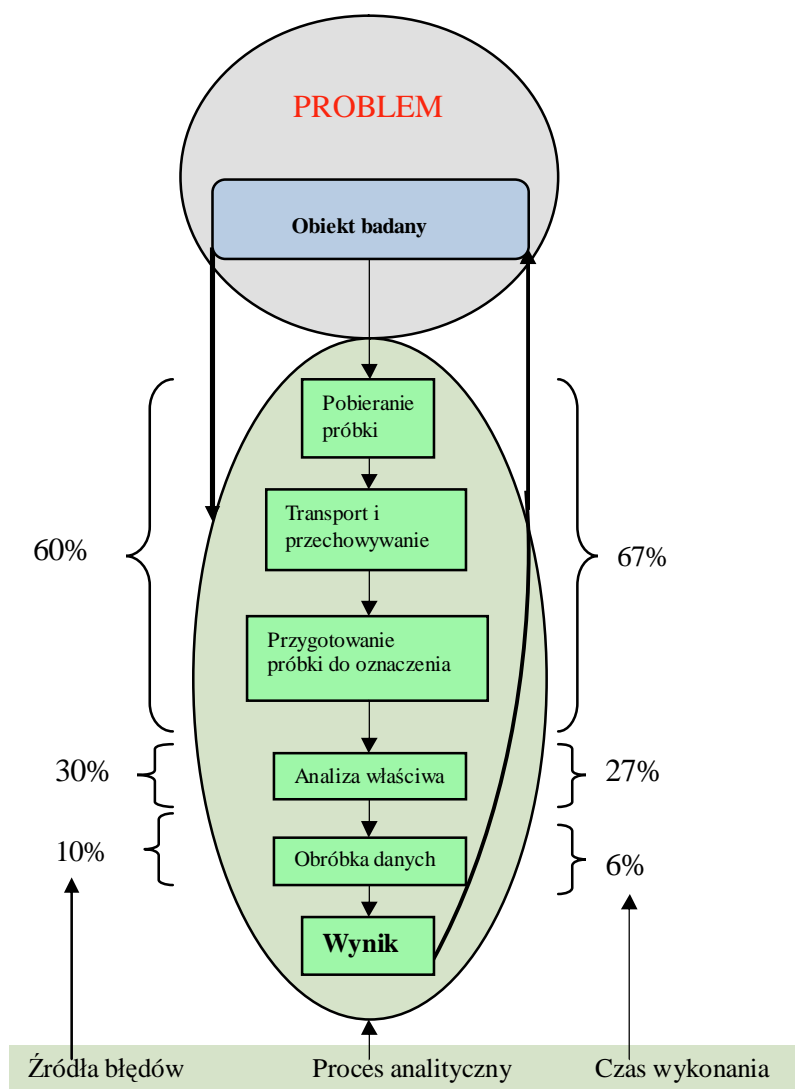 PROBLEM
Obiekt badany
Pobieranie
próbki
Transport i
przechowywanie
60%
67%
Przygotowanie
próbki do oznaczenia
30%
Analiza właściwa
27%
10%
Obróbka danych
6%
Wynik
Źródła błędów
Proces analityczny
Czas wykonania